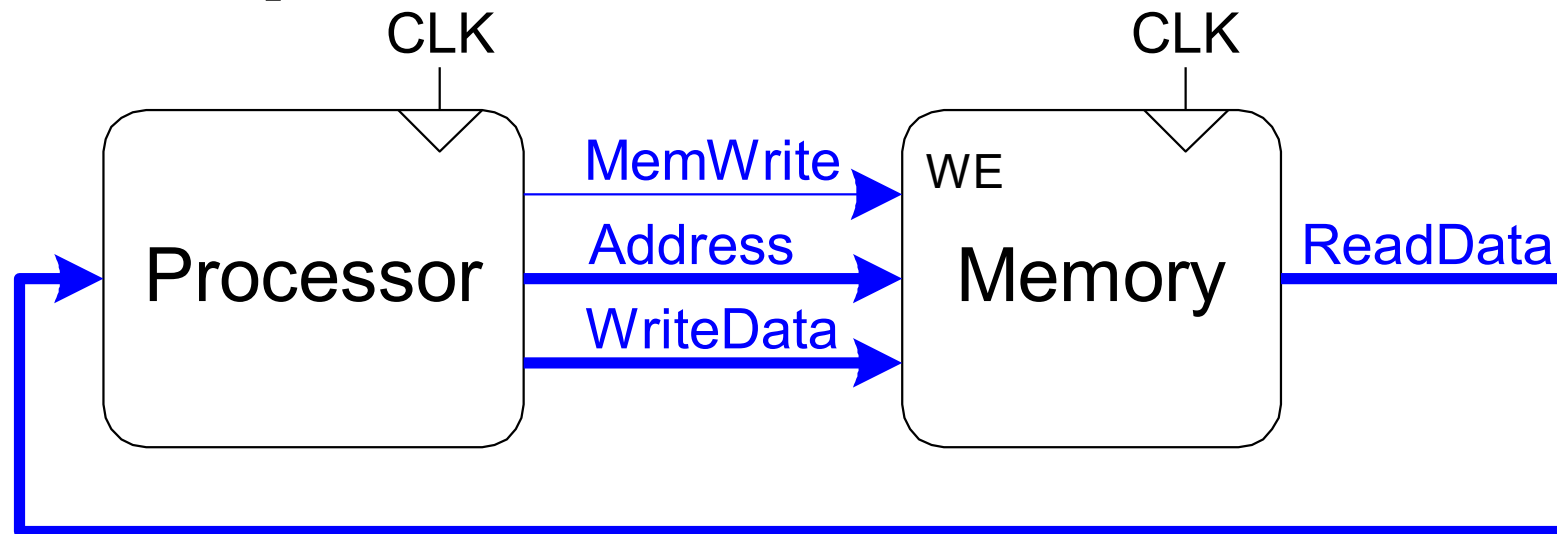 CLK CLK
MemWrite
WE
Address
Processor
Memory
ReadData
WriteData